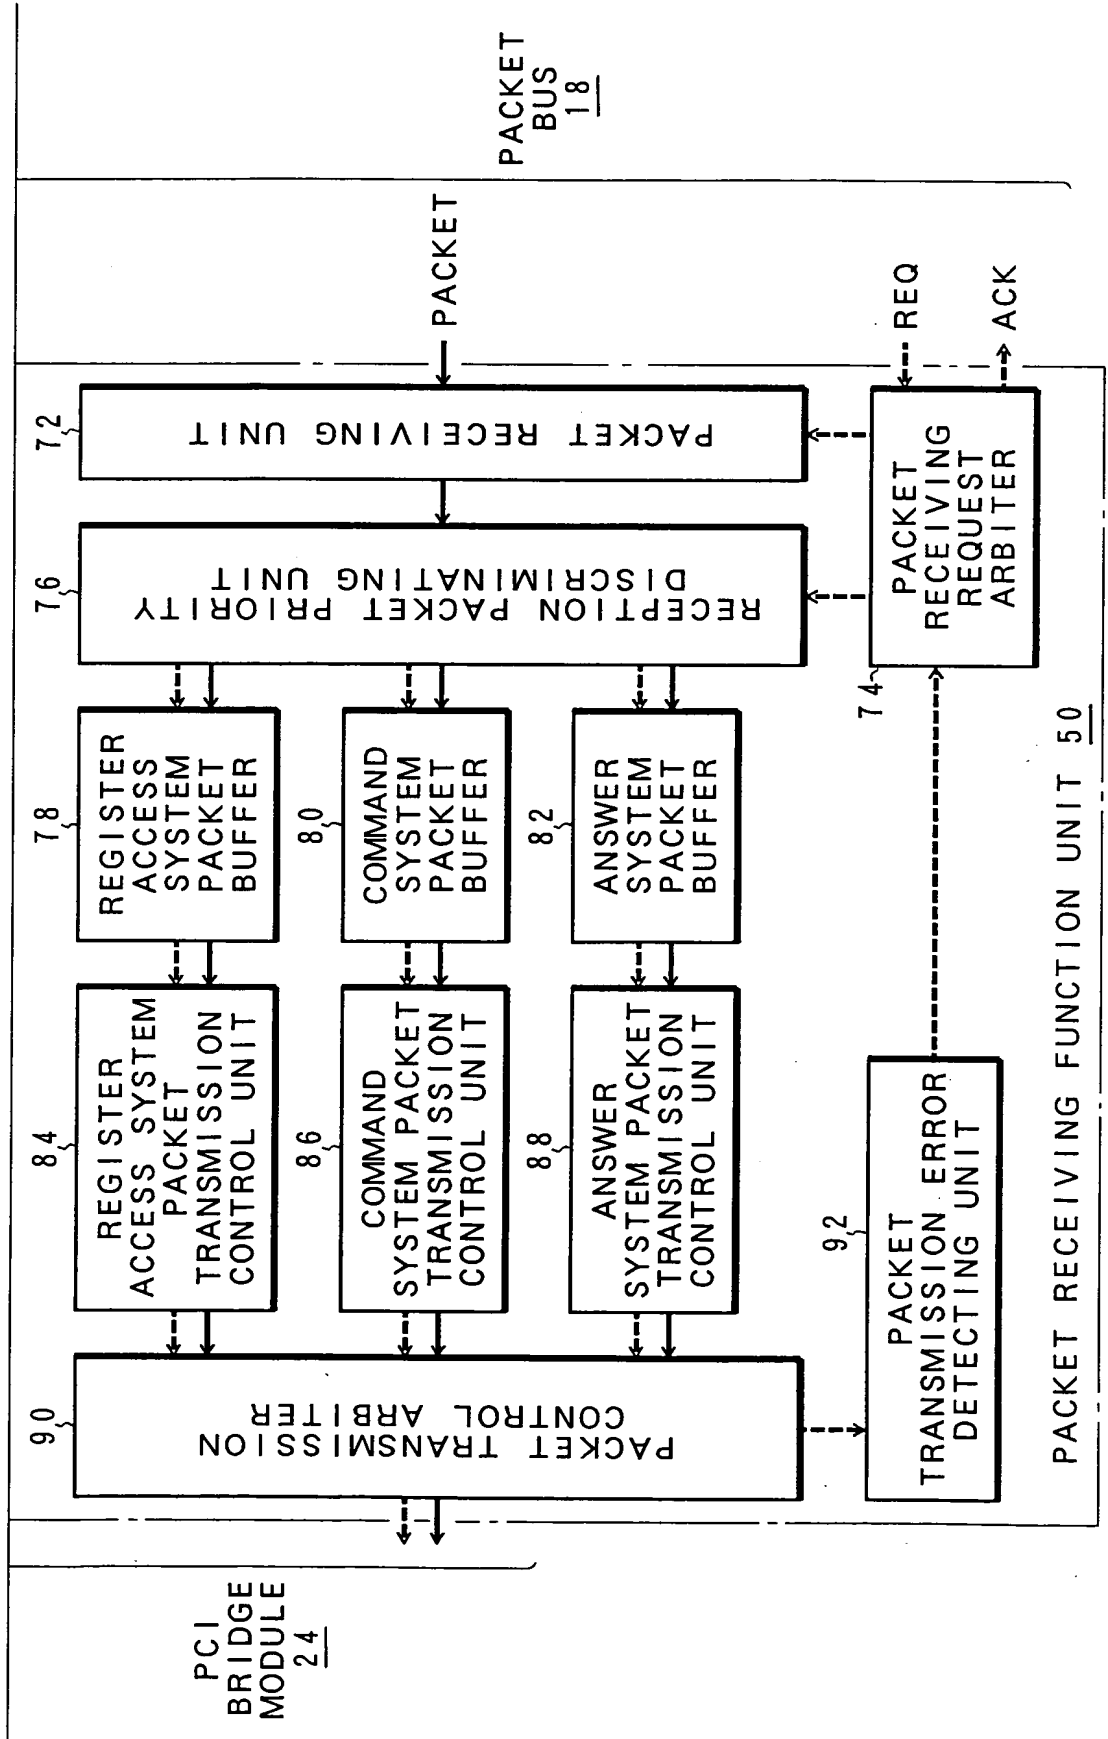 PCI
BRIDGE
MODULE
24
90
PACKET TRANSMISSION
CONTROL ARBITER
84
REGISTER
ACCESS SYSTEM
PACKET
TRANSMISSION
CONTROL UNIT
86
COMMAND
SYSTEM PACKET
TRANSMISSION
CONTROL UNIT
88
ANSWER
SYSTEM PACKET
TRANSMISSION
CONTROL UNIT
78
REGISTER
ACCESS
SYSTEM
PACKET
BUFFER
80
COMMAND
SYSTEM
PACKET
BUFFER
82
ANSWER
SYSTEM
PACKET
BUFFER
76
RECEPTION PACKET PRIORITY
DISCRIMINATING UNIT
72
PACKET RECEIVING UNIT
PACKET
PACKET
BUS
18
92
PACKET
TRANSMISSION ERROR
DETECTING UNIT
74
PACKET
RECEIVING
REQUEST
ARBITER
REQ
ACK
PACKET RECEIVING FUNCTION UNIT 50